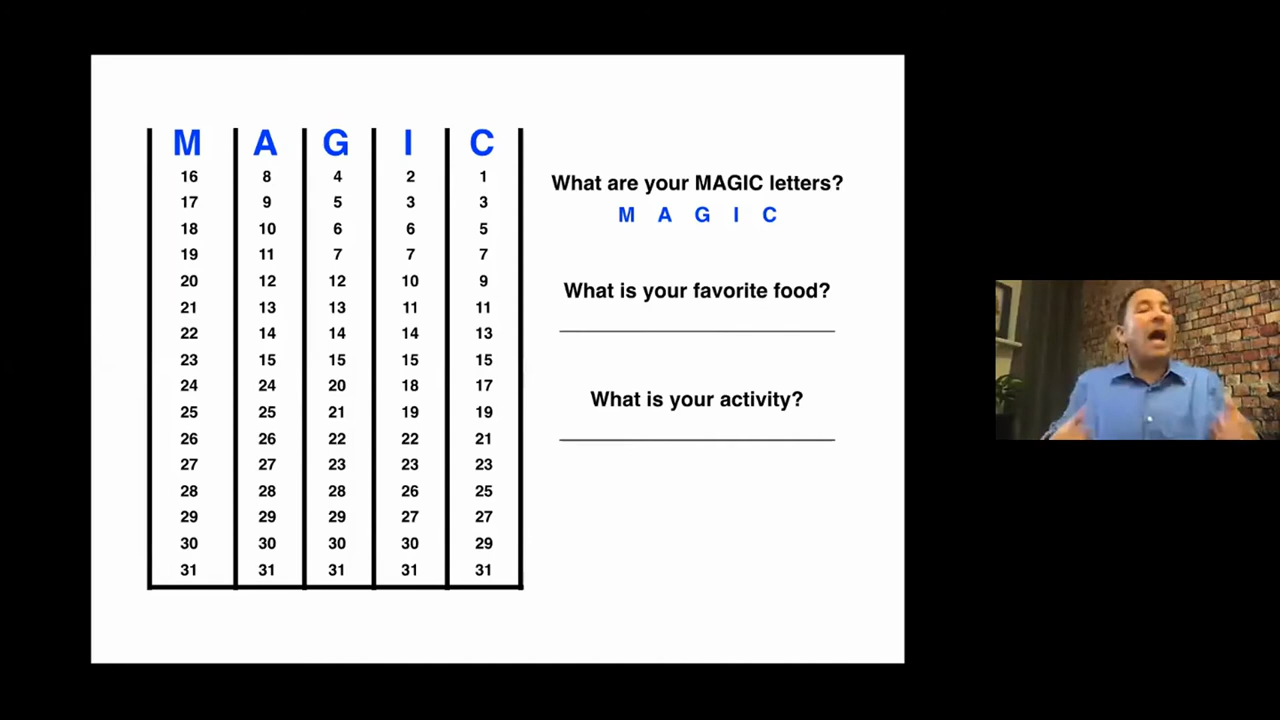 M A G I C
16 8 4 2 1
17 9 5 3 3
18 10 6 6 5
19 11 7 7 7
20 12 12 10 9
21 13 13 11 11
22 14 14 14 13
23 15 15 15 15
24 24 20 18 17
25 25 21 19 19
26 26 22 22 21
27 27 23 23 23
28 28 28 26 25
29 29 29 27 27
30 30 30 30 29
31 31 31 31 31
What are your MAGIC letters?
M A G I C
What is your favorite food?
What is your activity?